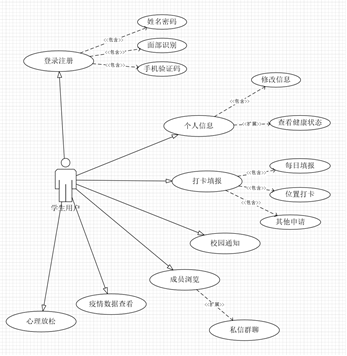 姓名密码
<<包含>>
面部识别
<<包含>>
登录注册
<<包含>>
手机验证码
修改信息
<<包含>>
个人信息
<<扩展>>
查看健康状态
每日填报
<<包含>>
打卡填报
<<包含>>
位置打卡
<<包含>>
其他申请
学生用户
校园通知
成员浏览
<<扩展>>
疫情数据查看
心理放松
私信群聊